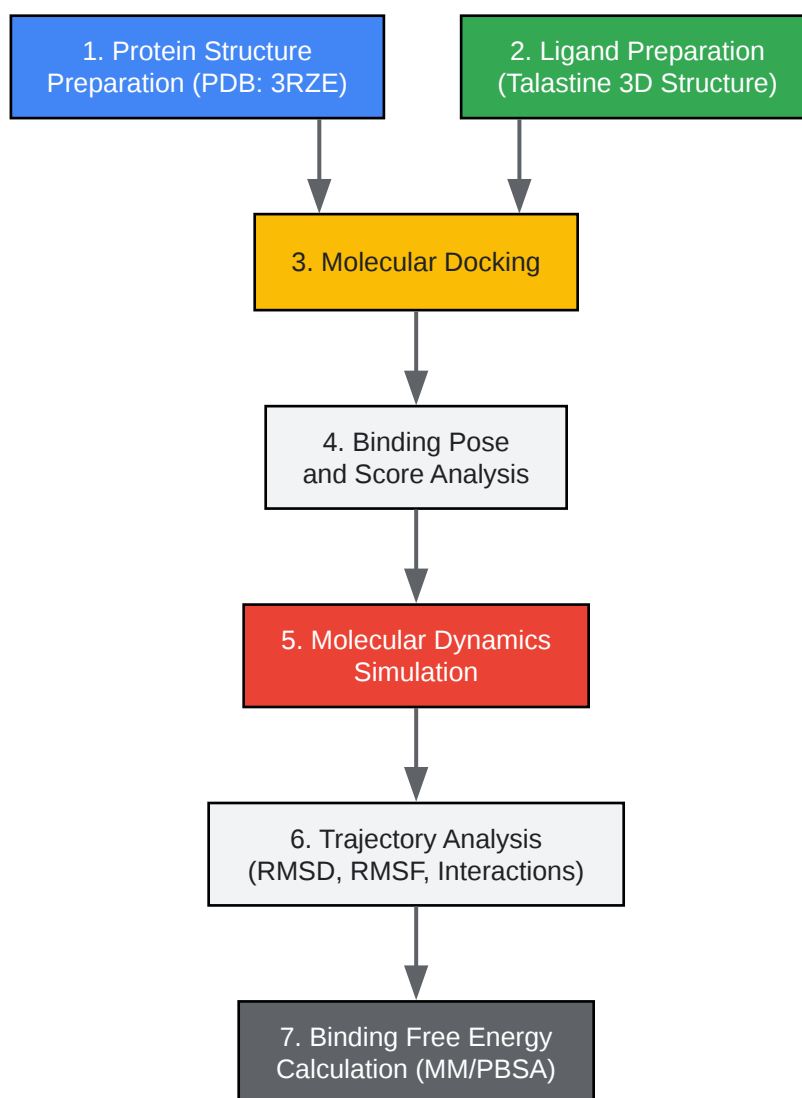 1. Protein Structure
Preparation (PDB: 3RZE)
2. Ligand Preparation
(Talastine 3D Structure)
3. Molecular Docking
4. Binding Pose
and Score Analysis
5. Molecular Dynamics
Simulation
6. Trajectory Analysis
(RMSD, RMSF, Interactions)
7. Binding Free Energy
Calculation (MM/PBSA)